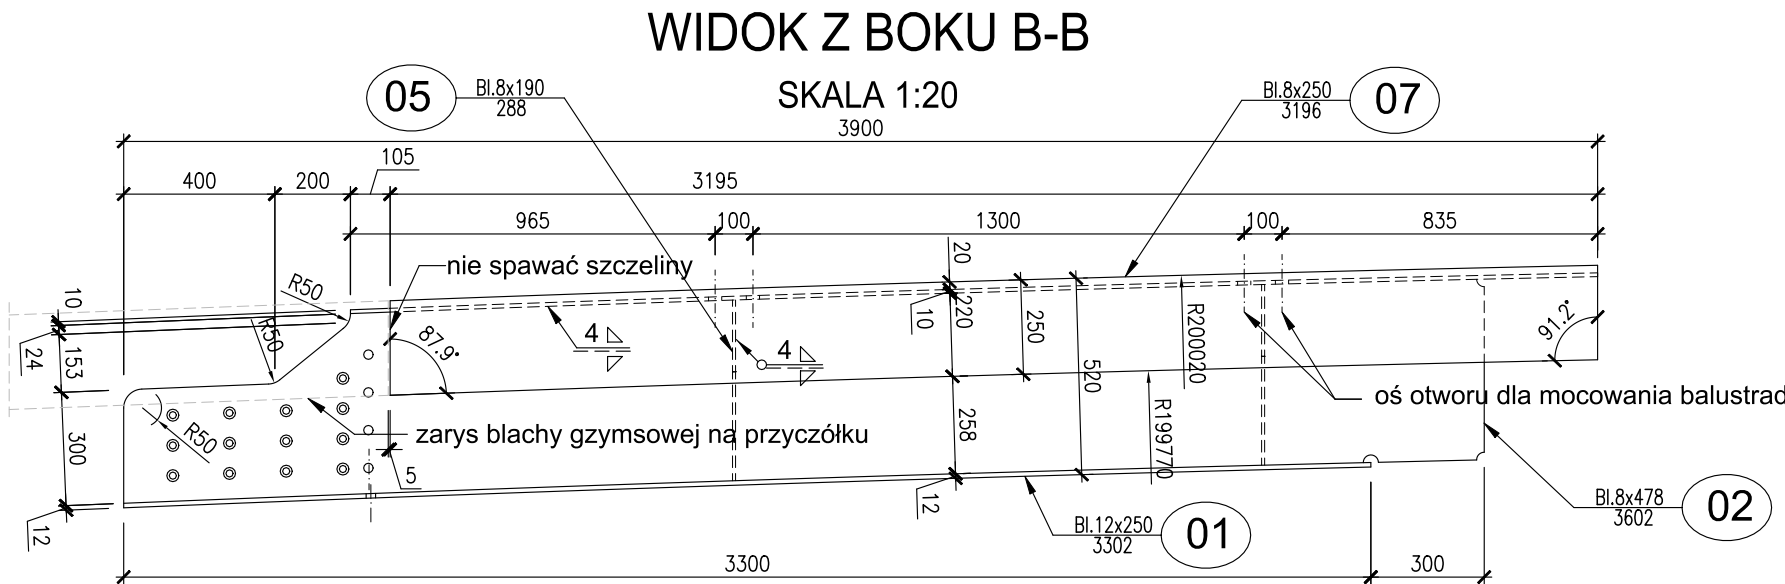 WIDOK Z BOKU B-B
SKALA 1:20
05
Bl.8x190
288
Bl.8x250
3196
07
3900
105
400
200
3195
965
100
1300
100
835
nie spawać szczeliny
20
R50
R50
10
24
153
87.9°
4
4
10
220
250
520
R200020
91.2°
oś otworu dla mocowania balustrad
R199770
zarys blachy gzymsowej na przyczółku
R50
300
258
5
12
12
Bl.12x250
3302
01
Bl.8x478
3602
02
3300
300